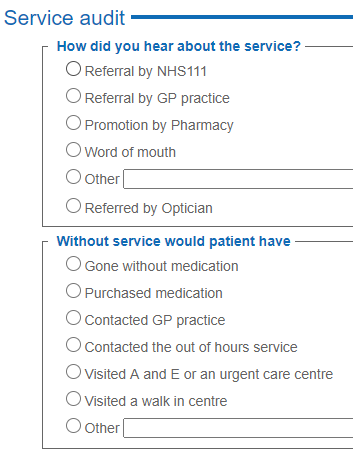 Service audit
How did you hear about the service?
Referral by NHS111
Referral by GP practice
Promotion by Pharmacy
Word of mouth
Other
Referred by Optician
Without service would patient have
Gone without medication
Purchased medication
Contacted GP practice
Contacted the out of hours service
Visited A and E or an urgent care centre
Visited a walk in centre
Other